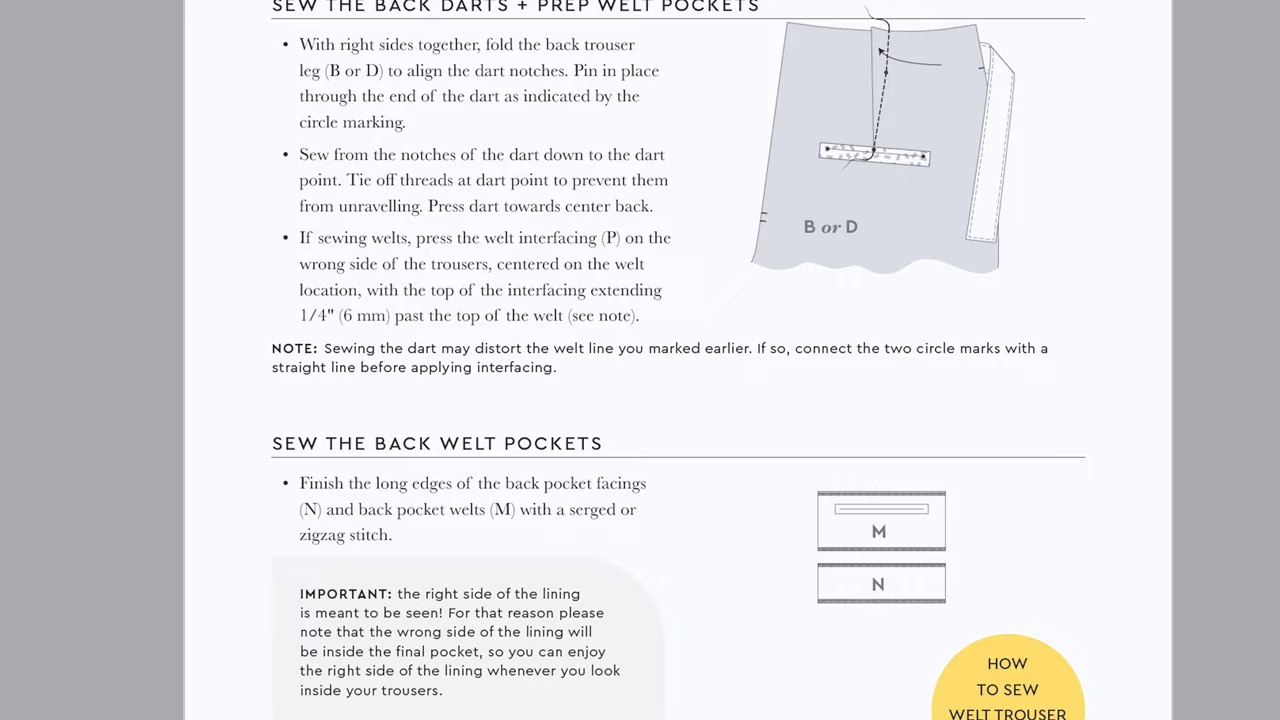 SEW THE BACK DARTS + PREP WELT POCKETS
• With right sides together, fold the back trouser
leg (B or D) to align the dart notches. Pin in place
through the end of the dart as indicated by the
circle marking.
• Sew from the notches of the dart down to the dart
point. Tie off threads at dart point to prevent them
from unravelling. Press dart towards center back.
• If sewing welts, press the welt interfacing (P) on the
wrong side of the trousers, centered on the welt
location, with the top of the interfacing extending
1/4" (6 mm) past the top of the welt (see note).
B or D
NOTE: Sewing the dart may distort the welt line you marked earlier. If so, connect the two circle marks with a
straight line before applying interfacing.
SEW THE BACK WELT POCKETS
• Finish the long edges of the back pocket facings
(N) and back pocket welts (M) with a serged or
zigzag stitch.
M
N
IMPORTANT: the right side of the lining
is meant to be seen! For that reason please
note that the wrong side of the lining will
be inside the final pocket, so you can enjoy
the right side of the lining whenever you look
inside your trousers.
HOW
TO SEW
WELT TROUSER